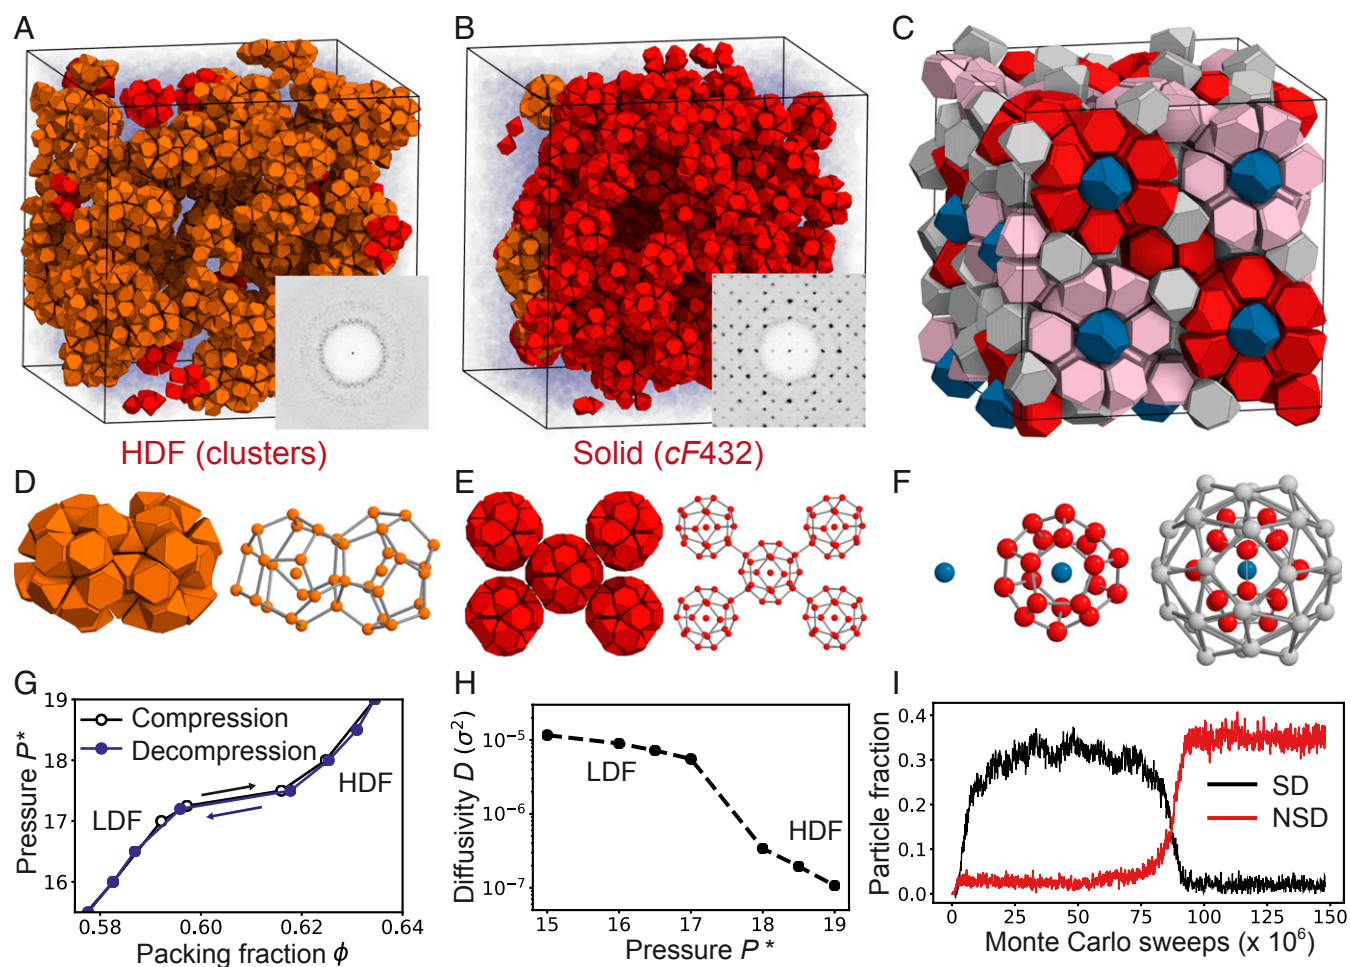 A
B
C
HDF (clusters)
Solid (cF432)
D
E
F
G
19
Compression
Decompression
18
HDF
LDF
17
16
Pressure P*
0.58
0.60
0.62
0.64
Packing fraction ϕ
H
10⁻⁵
LDF
10⁻⁶
HDF
10⁻⁷
Diffusivity D (σ²)
15
16
17
18
19
Pressure P*
I
0.4
0.3
SD
0.2
NSD
0.1
0.0
Particle fraction
0
25
50
75
100
125
150
Monte Carlo sweeps (x 10⁶)